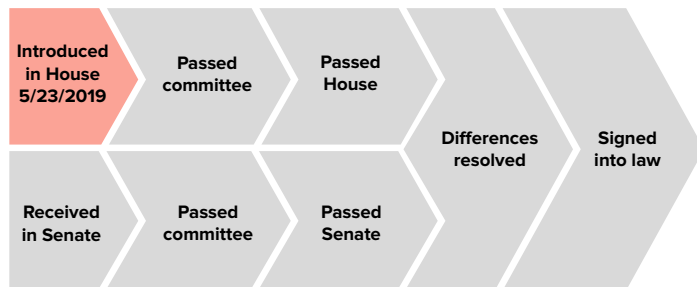 Introduced
in House
5/23/2019
Passed
committee
Passed
House
Differences
resolved
Signed
into law
Received
in Senate
Passed
committee
Passed
Senate